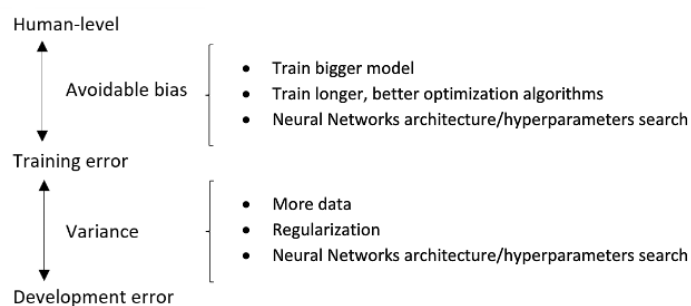 Human-level
Avoidable bias
• Train bigger model
• Train longer, better optimization algorithms
• Neural Networks architecture/hyperparameters search
Training error
Variance
• More data
• Regularization
• Neural Networks architecture/hyperparameters search
Development error